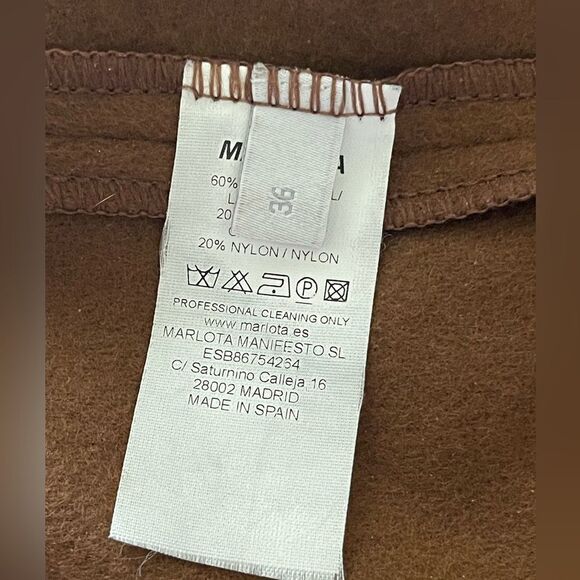 36
60%
20
20% NYLON / NYLON
P
PROFESSIONAL CLEANING ONLY
www.marlota.es
MARLOTA MANIFESTO SL
ESB86754264
C/ Saturnino Calleja 16
28002 MADRID
MADE IN SPAIN